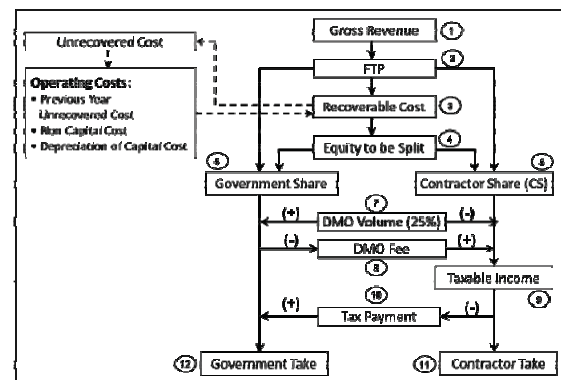 Gross Revenue
1
Unrecovered Cost
FTP
2
Operating Costs:
• Previous Year
Unrecovered Cost
• Non Capital Cost
• Depreciation of Capital Cost
Recoverable Cost
3
Equity to be Split
4
Government Share
Contractor Share (CS)
7
(+)
DMO Volume (25%)
(-)
(-)
DMO Fee
(+)
8
Taxable Income
9
10
(+)
Tax Payment
(-)
12
Government Take
11
Contractor Take